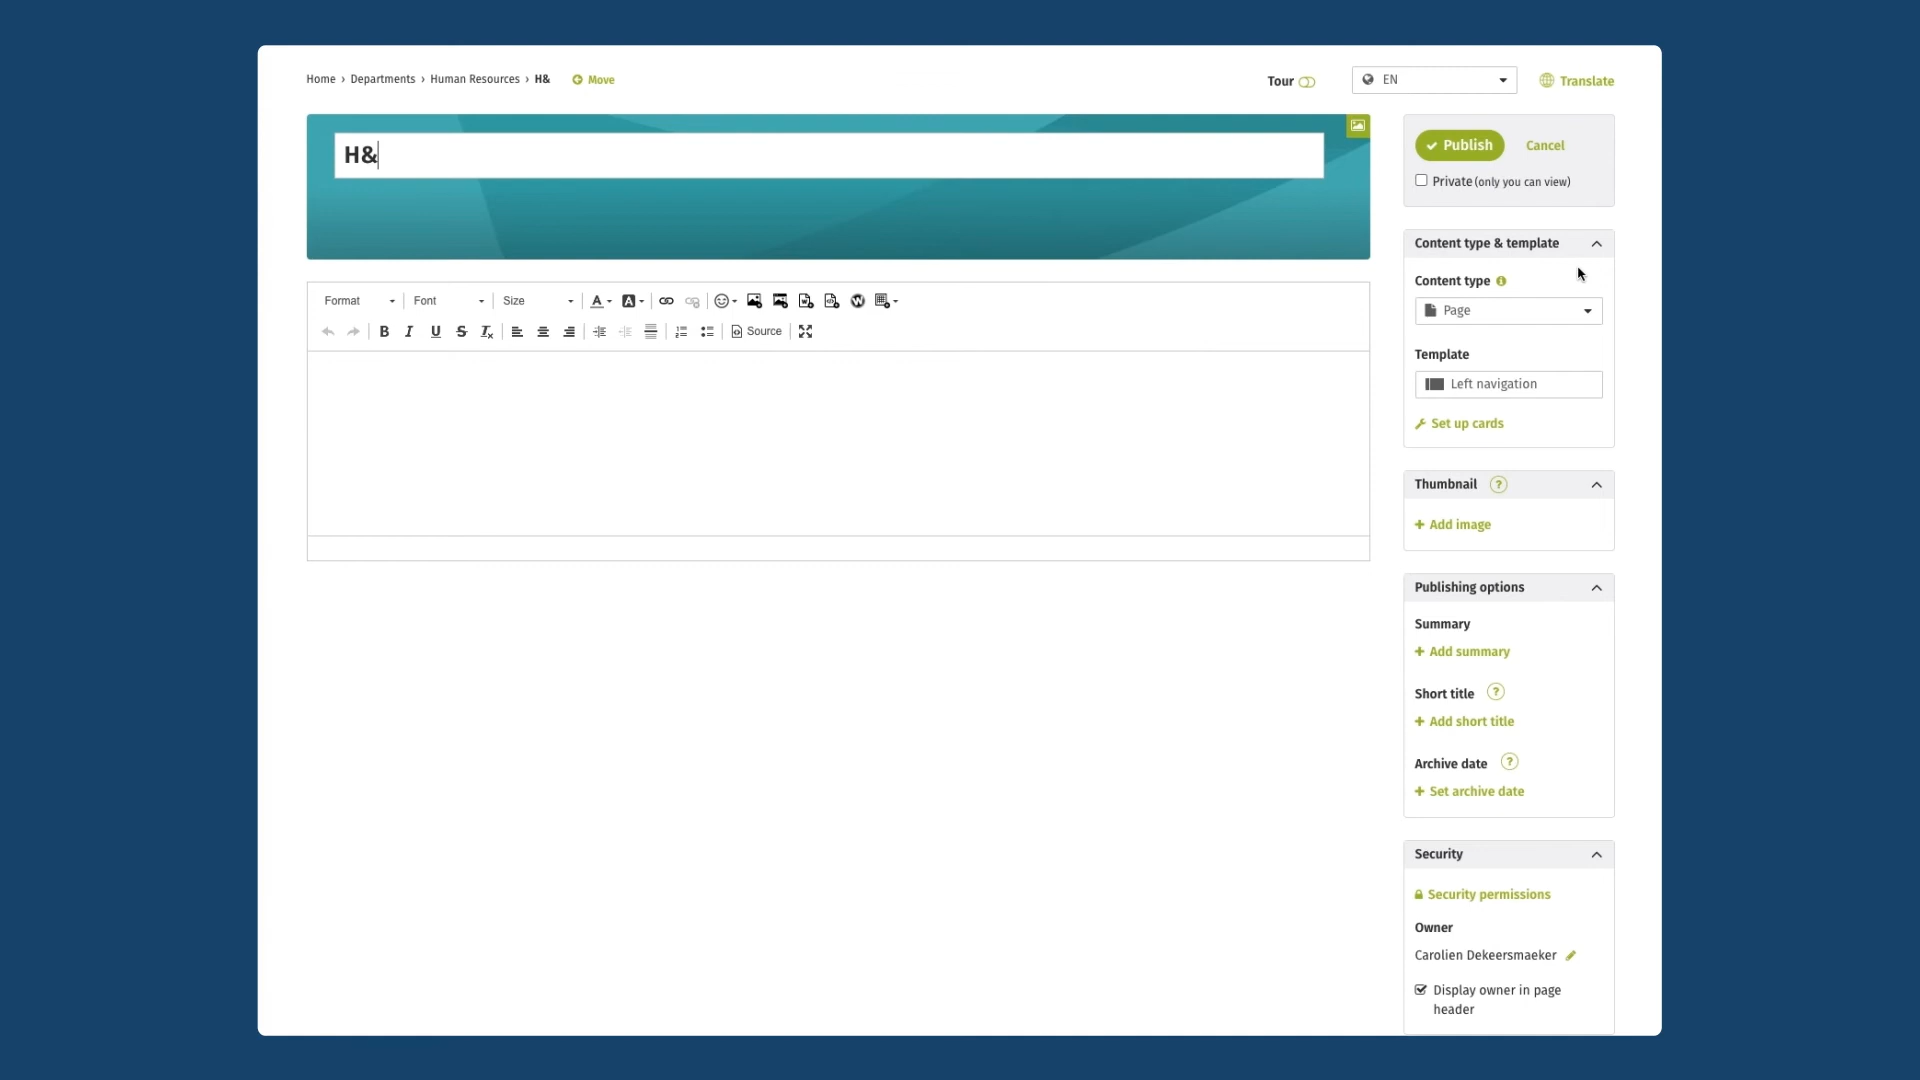 Home › Departments › Human Resources › H& Move
Tour
EN
Translate
H&
Publish
Cancel
Private (only you can view)
Content type & template
Content type
Page
Template
Left navigation
Set up cards
Format
Font
Size
A
A
W
B I U S Tx
Source
Thumbnail ?
+ Add image
Publishing options
Summary
+ Add summary
Short title ?
+ Add short title
Archive date ?
+ Set archive date
Security
Security permissions
Owner
Carolien Dekeersmaeker
Display owner in page
header